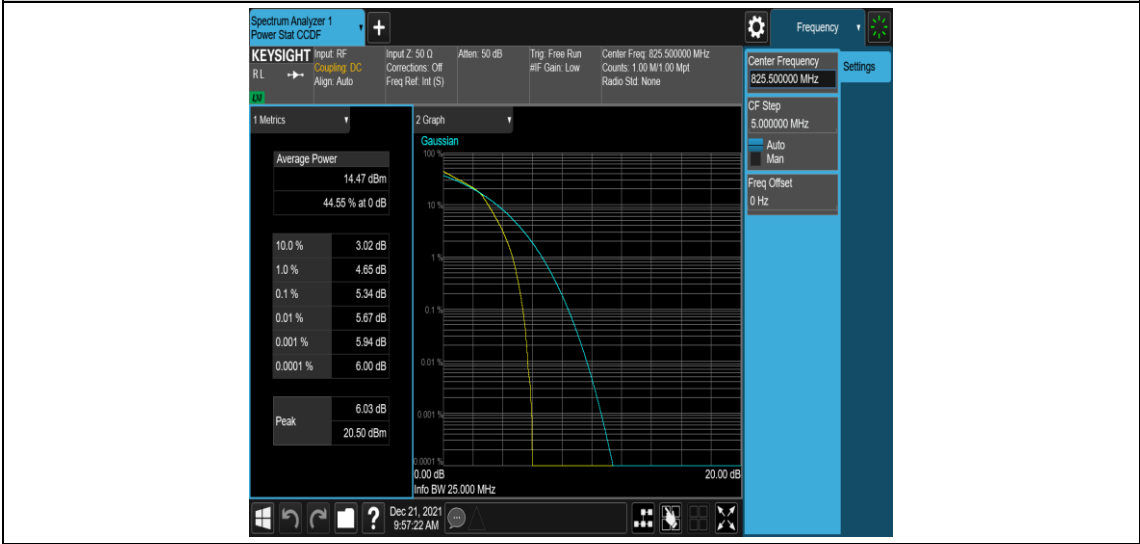 Spectrum Analyzer 1
Power Stat CCDF
+
Frequency
KEYSIGHT
RL
Input: RF
Coupling: DC
Align: Auto
Input Z: 50 Ω
Corrections: Off
Freq Ref: Int (S)
Atten: 50 dB
Trig: Free Run
#IF Gain: Low
Center Freq: 825.500000 MHz
Counts: 1.00 M/1.00 Mpt
Radio Std: None
Center Frequency
825.500000 MHz
Settings
CF Step
5.000000 MHz
Auto
Man
Freq Offset
0 Hz
1 Metrics
Average Power
14.47 dBm
44.55 % at 0 dB
10.0 % 3.02 dB
1.0 % 4.65 dB
0.1 % 5.34 dB
0.01 % 5.67 dB
0.001 % 5.94 dB
0.0001 % 6.00 dB
Peak
6.03 dB
20.50 dBm
2 Graph
Gaussian
100 %
10 %
1 %
0.1 %
0.01 %
0.001 %
0.0001 %
0.00 dB 20.00 dB
Info BW 25.000 MHz
?
Dec 21, 2021
9:57:22 AM